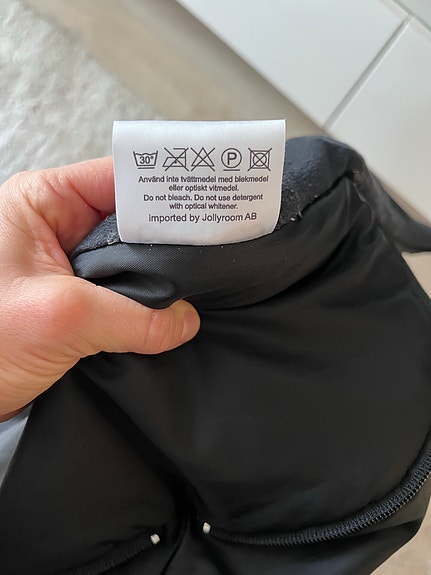 30° P
Använd inte tvättmedel med blekmedel
eller optiskt vitmedel.
Do not bleach. Do not use detergent
with optical whitener.
imported by Jollyroom AB